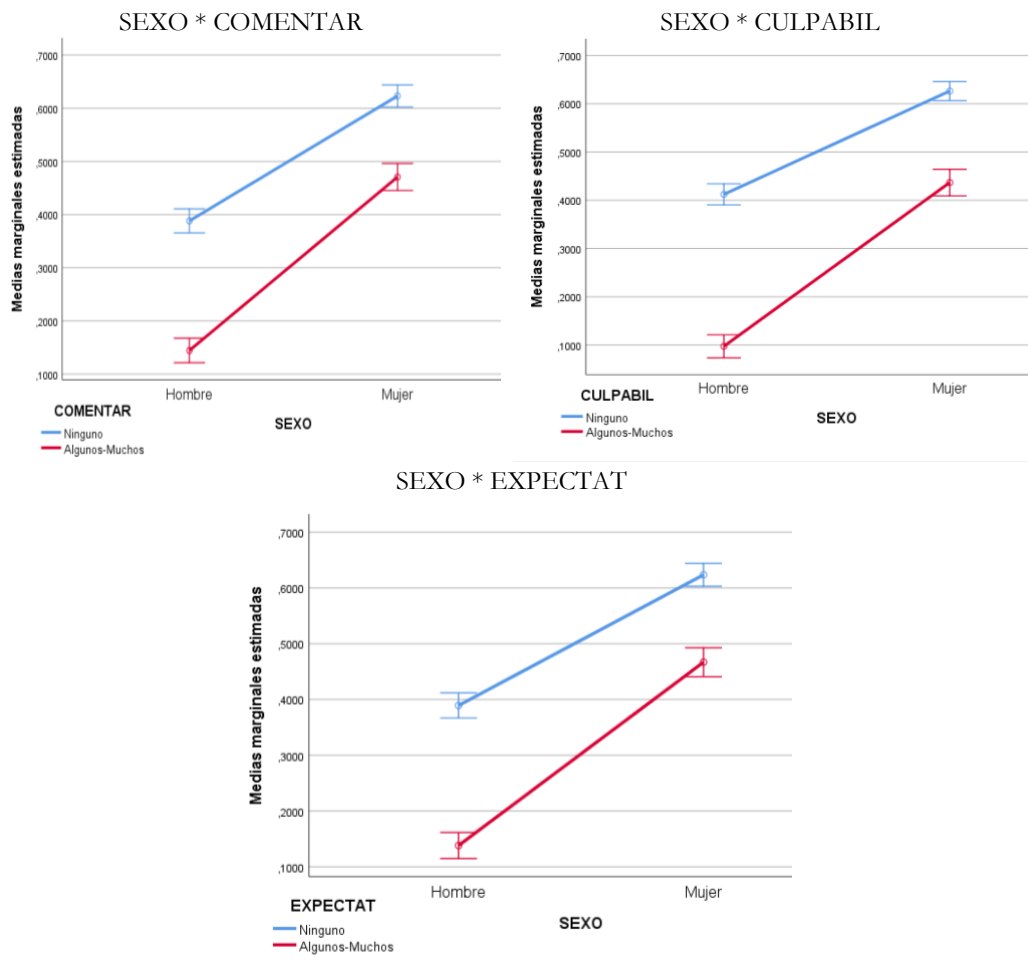 SEXO * COMENTAR
Medias marginales estimadas
,7000
,6000
,5000
,4000
,3000
,2000
,1000
Hombre
Mujer
SEXO
COMENTAR
Ninguno
Algunos-Muchos
SEXO * CULPABIL
Medias marginales estimadas
,7000
,6000
,5000
,4000
,3000
,2000
,1000
Hombre
Mujer
SEXO
CULPABIL
Ninguno
Algunos-Muchos
SEXO * EXPECTAT
Medias marginales estimadas
,7000
,6000
,5000
,4000
,3000
,2000
,1000
Hombre
Mujer
SEXO
EXPECTAT
Ninguno
Algunos-Muchos